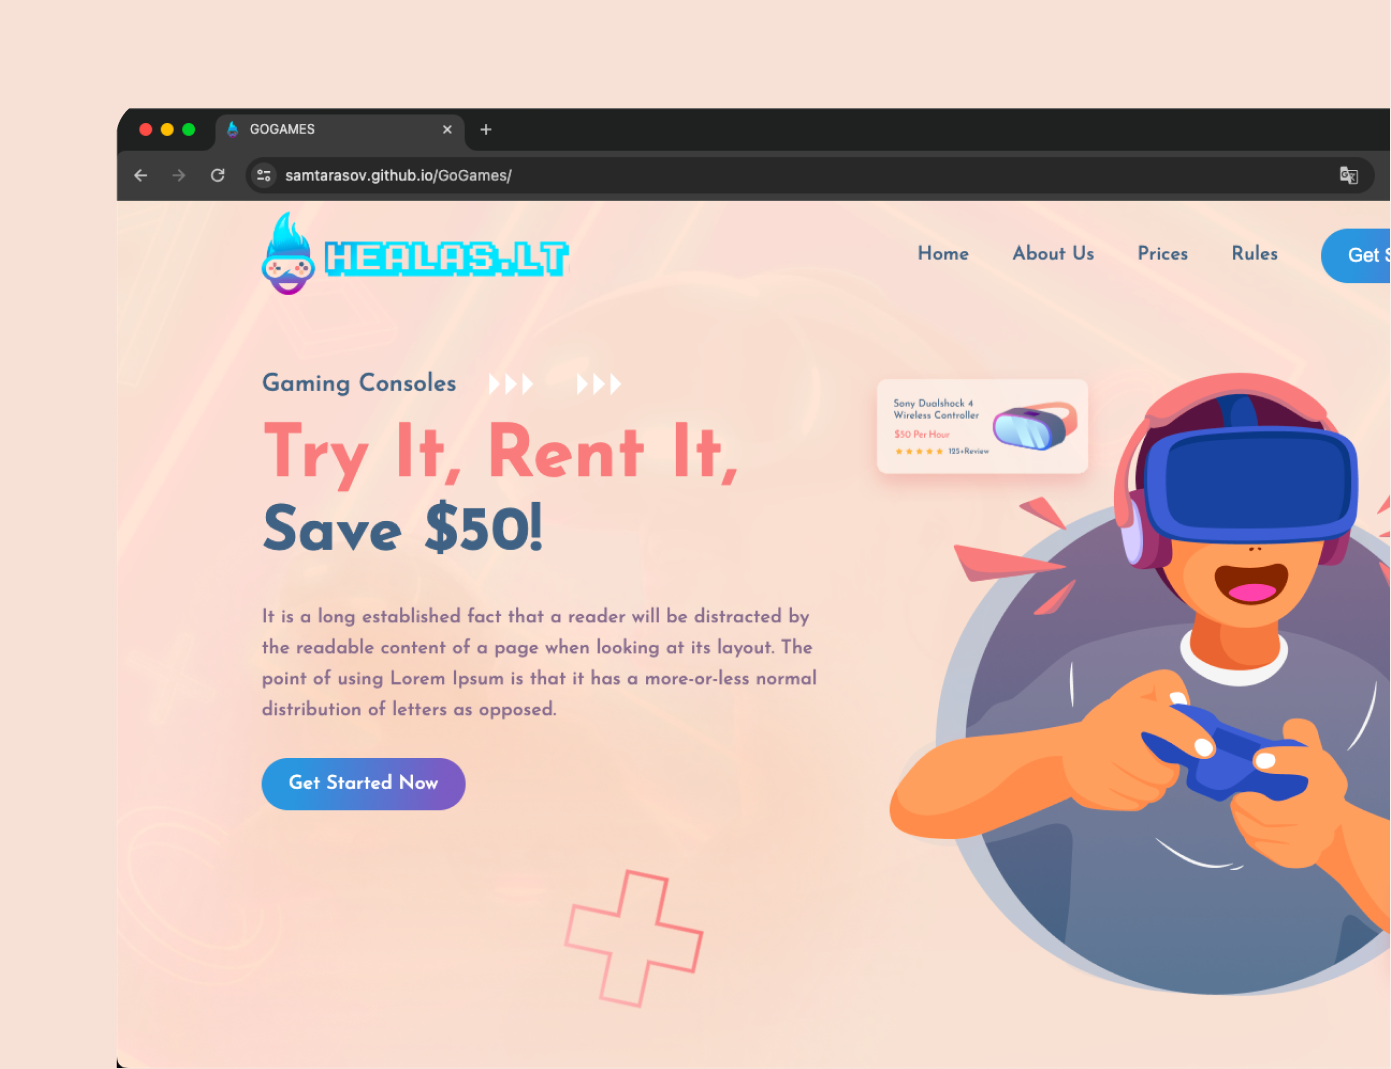 GOGAMES
samtarasov.github.io/GoGames/
HEALAS.LT
Home About Us Prices Rules Get S
Gaming Consoles
Try It, Rent It,
Save $50!
Sony Dualshock 4
Wireless Controller
$50 Per Hour
125+Review
It is a long established fact that a reader will be distracted by
the readable content of a page when looking at its layout. The
point of using Lorem Ipsum is that it has a more-or-less normal
distribution of letters as opposed.
Get Started Now